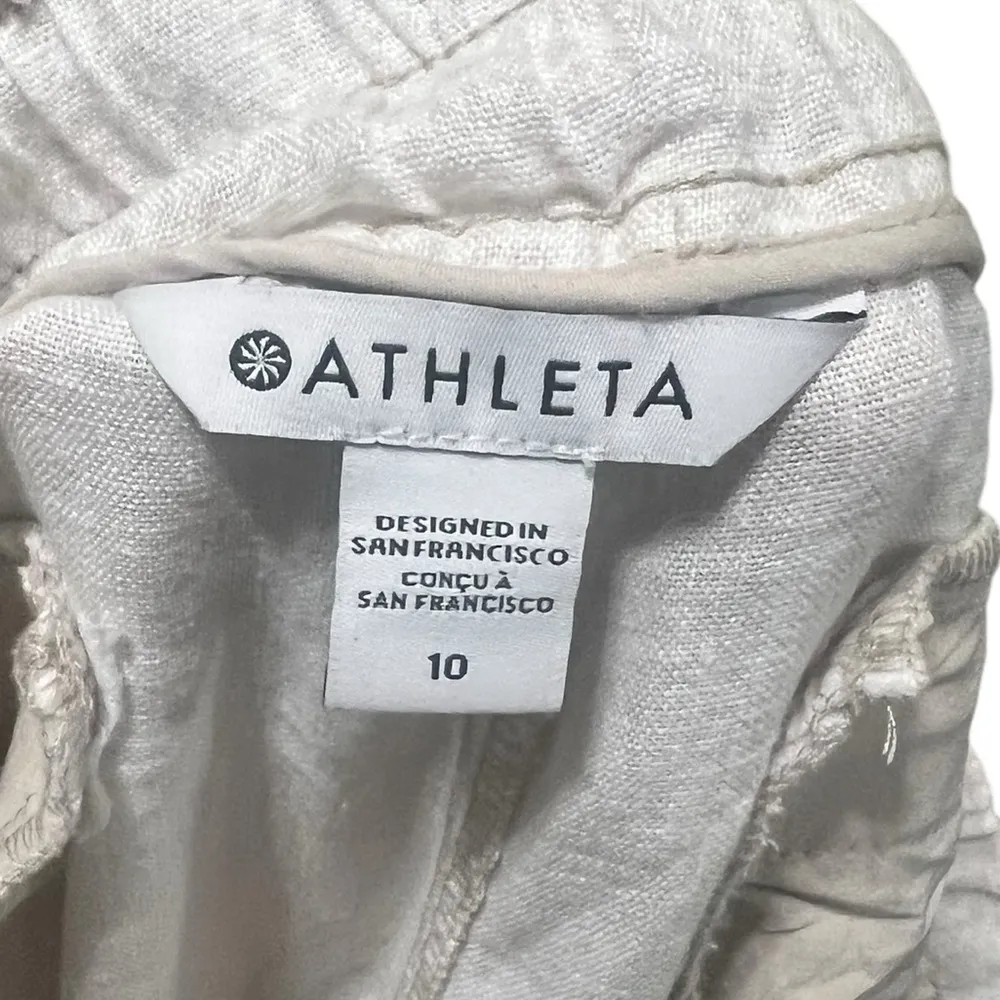 ATHLETA
DESIGNED IN
SAN FRANCISCO
CONÇU À
SAN FRANCISCO
10